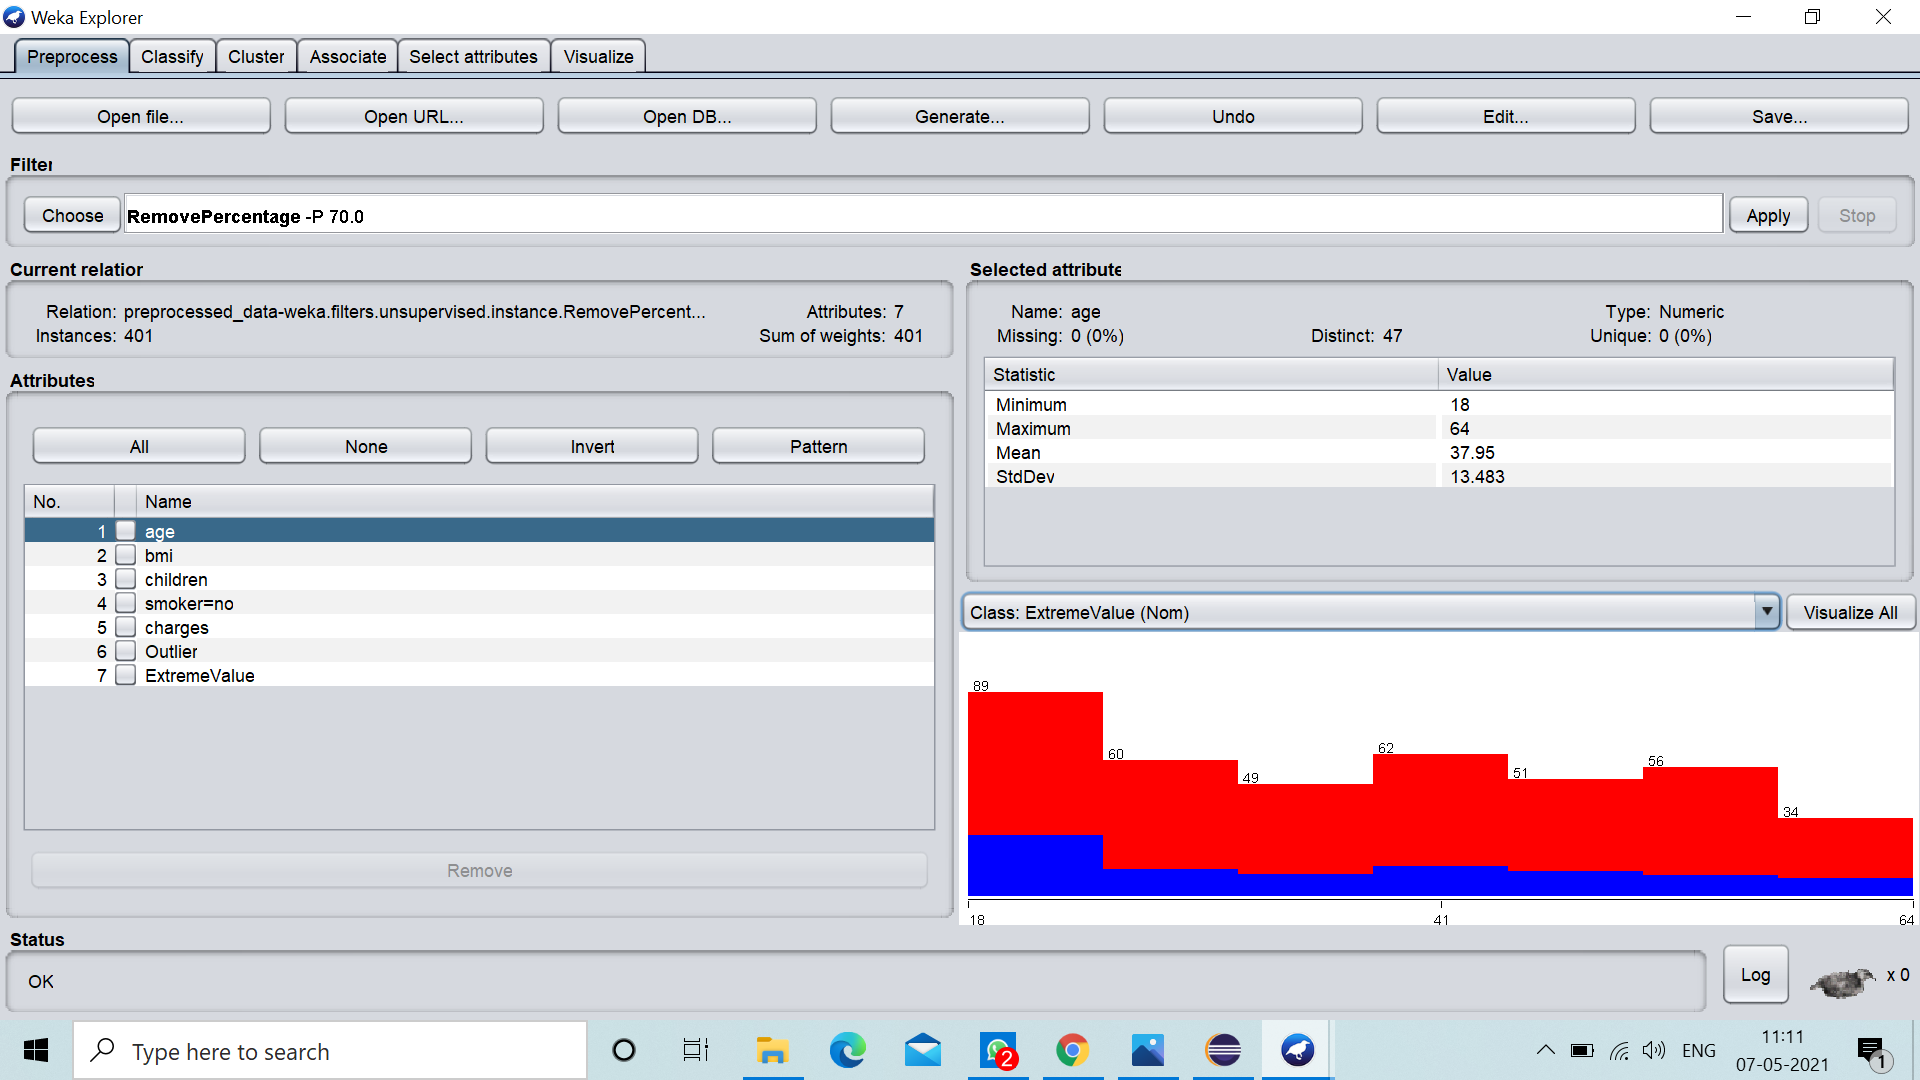 Weka Explorer
Preprocess Classify Cluster Associate Select attributes Visualize
Open file... Open URL... Open DB... Generate... Undo Edit... Save...
Filter
Choose RemovePercentage -P 70.0 Apply Stop
Current relation
Relation: preprocessed_data-weka.filters.unsupervised.instance.RemovePercent... Attributes: 7
Instances: 401 Sum of weights: 401
Attributes
All None Invert Pattern
No. Name
1 age
2 bmi
3 children
4 smoker=no
5 charges
6 Outlier
7 ExtremeValue
Remove
Selected attribute
Name: age Type: Numeric
Missing: 0 (0%) Distinct: 47 Unique: 0 (0%)
Statistic Value
Minimum 18
Maximum 64
Mean 37.95
StdDev 13.483
Class: ExtremeValue (Nom) Visualize All
89 60 49 62 51 56 34
18 41 64
Status
OK
Log x 0
Type here to search
2
ENG
11:11
07-05-2021
1